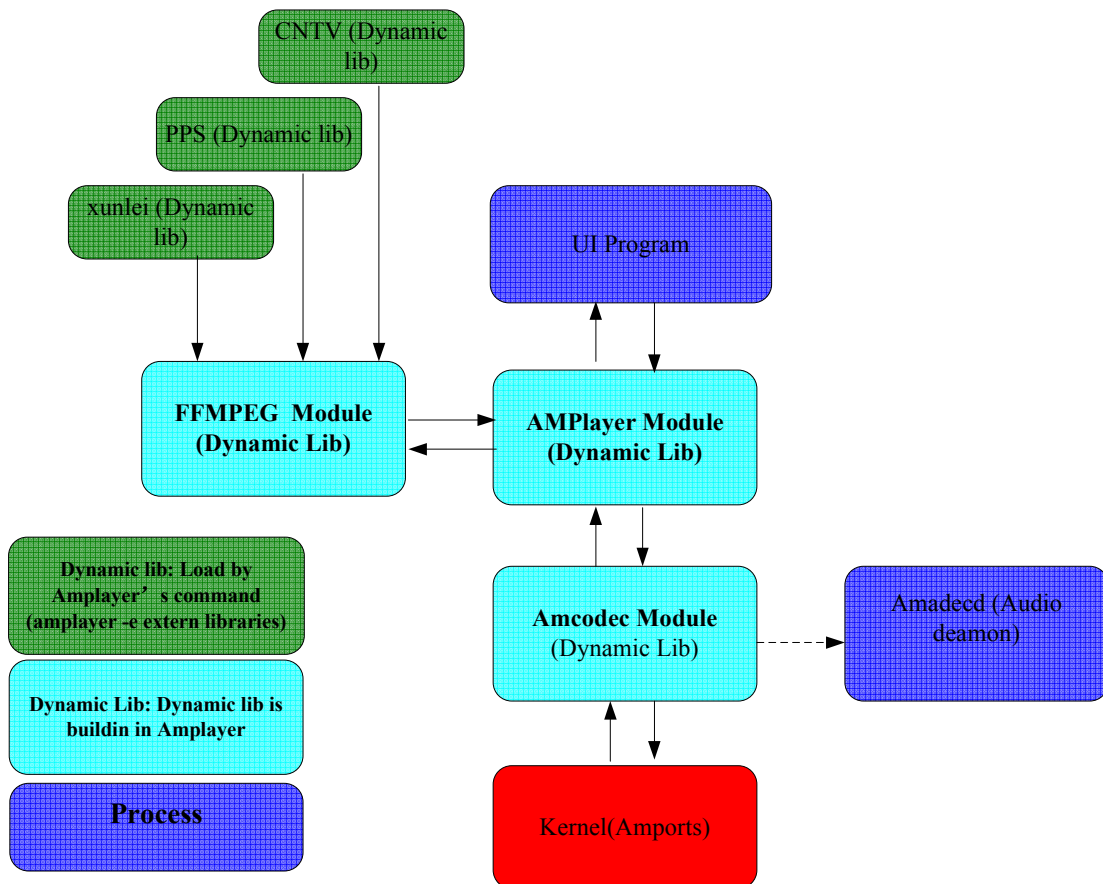 CNTV (Dynamic
lib)
PPS (Dynamic lib)
xunlei (Dynamic
lib)
UI Program
FFMPEG  Module
(Dynamic Lib)
AMPlayer Module
(Dynamic Lib)
Dynamic lib: Load by
Amplayer’ s command
(amplayer -e extern libraries)
Amcodec Module
(Dynamic Lib)
Amadecd (Audio
deamon)
Dynamic Lib: Dynamic lib is
buildin in Amplayer
Process
Kernel(Amports)